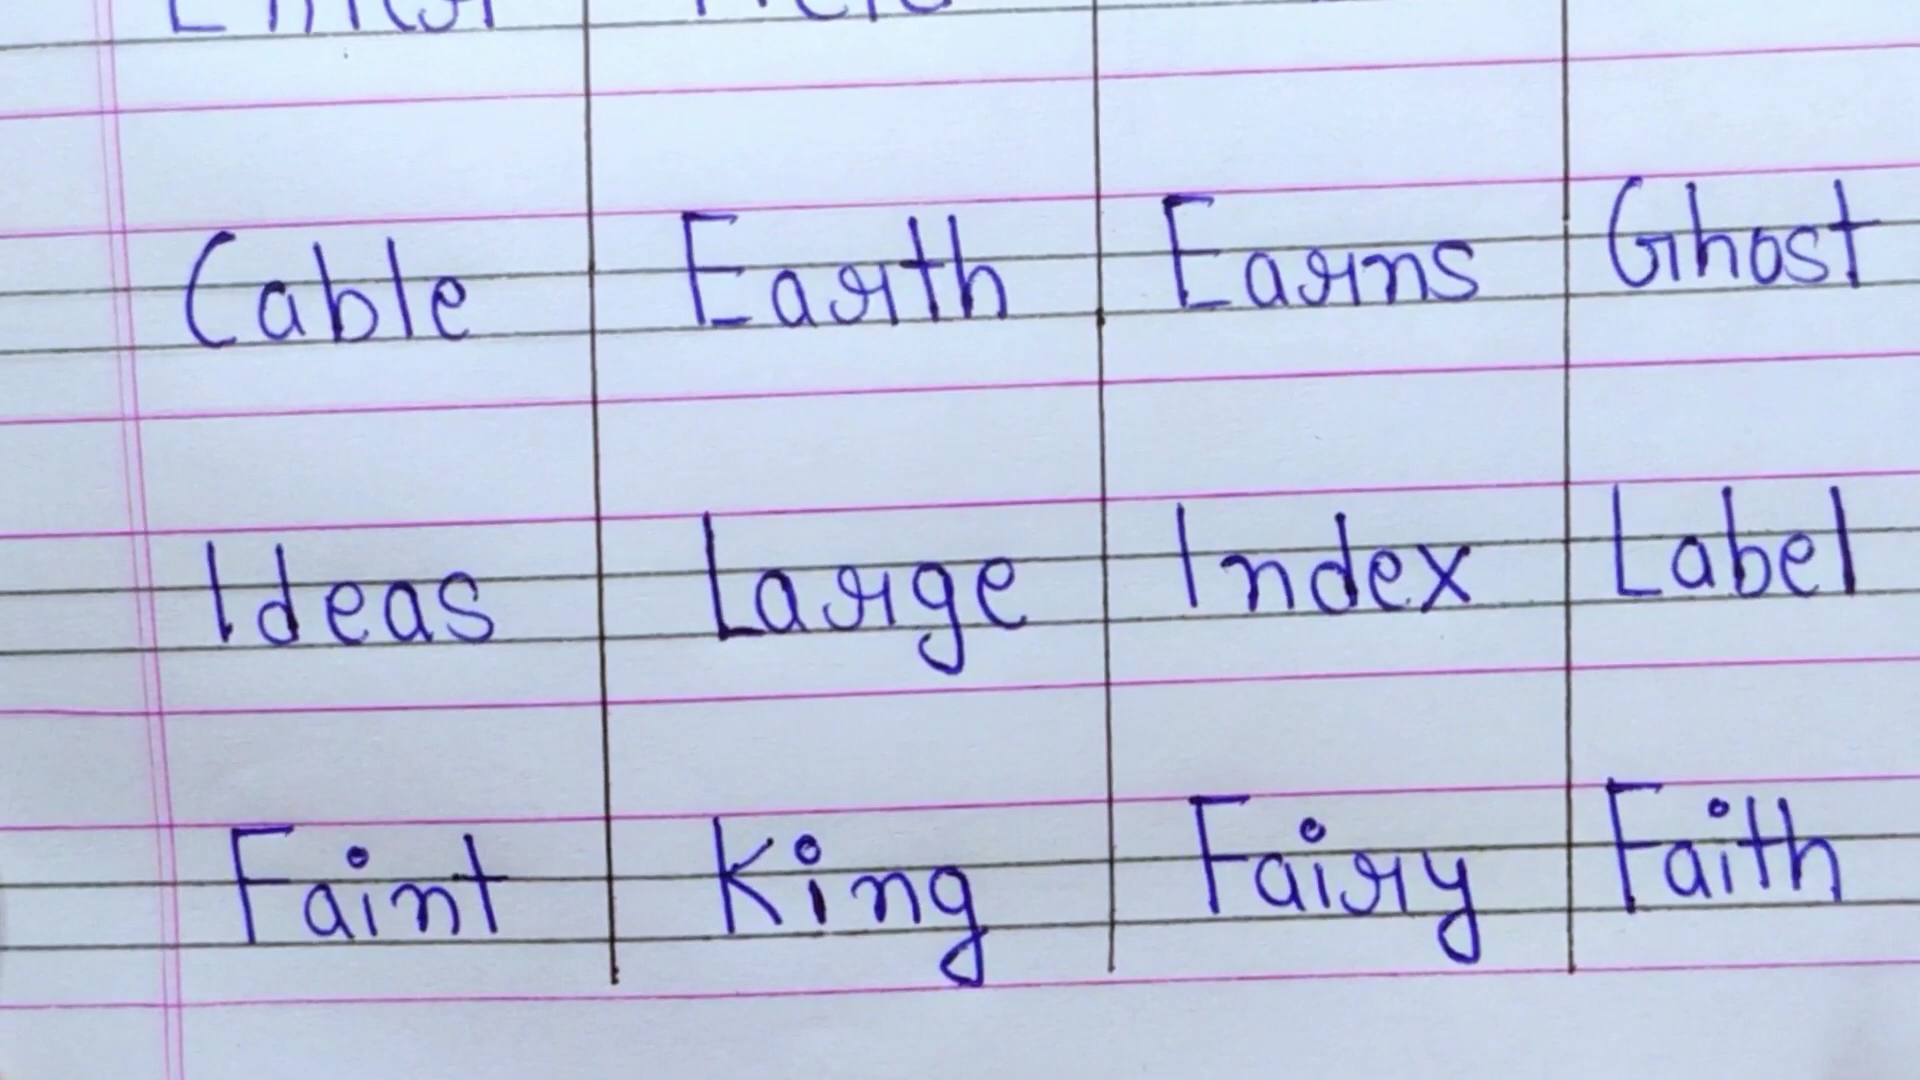 Cable Earth Earns Ghost
Ideas Large Index Label
Faint King Fairy Faith